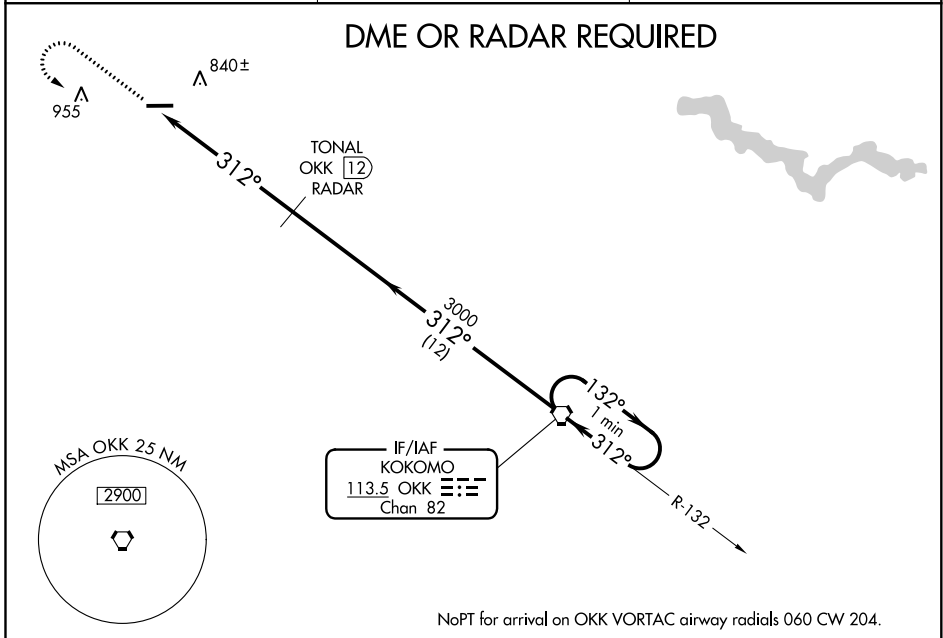 DME OR RADAR REQUIRED
840±
955
312°
TONAL
OKK 12
RADAR
3000
312°
(12)
132°
1 min
312°
IF/IAF
KOKOMO
113.5 OKK
Chan 82
R-132
MSA OKK 25 NM
2900
NoPT for arrival on OKK VORTAC airway radials 060 CW 204.